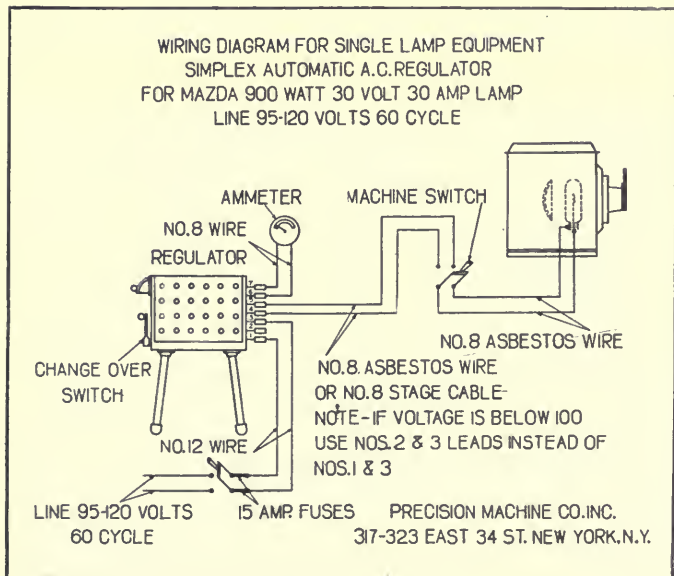 WIRING DIAGRAM FOR SINGLE LAMP EQUIPMENT
SIMPLEX AUTOMATIC A.C. REGULATOR
FOR MAZDA 900 WATT 30 VOLT 30 AMP LAMP
LINE 95-120 VOLTS 60 CYCLE
AMMETER
MACHINE SWITCH
NO.8 WIRE
REGULATOR
NO.8 ASBESTOS WIRE
CHANGE OVER
SWITCH
NO.8 ASBESTOS WIRE
OR NO.8 STAGE CABLE-
NOTE-IF VOLTAGE IS BELOW 100
USE NOS. 2 & 3 LEADS INSTEAD OF
NOS. 1 & 3
NO.12 WIRE
LINE 95-120 VOLTS
60 CYCLE
15 AMP. FUSES
PRECISION MACHINE CO. INC.
317-323 EAST 34 ST. NEW YORK, N.Y.